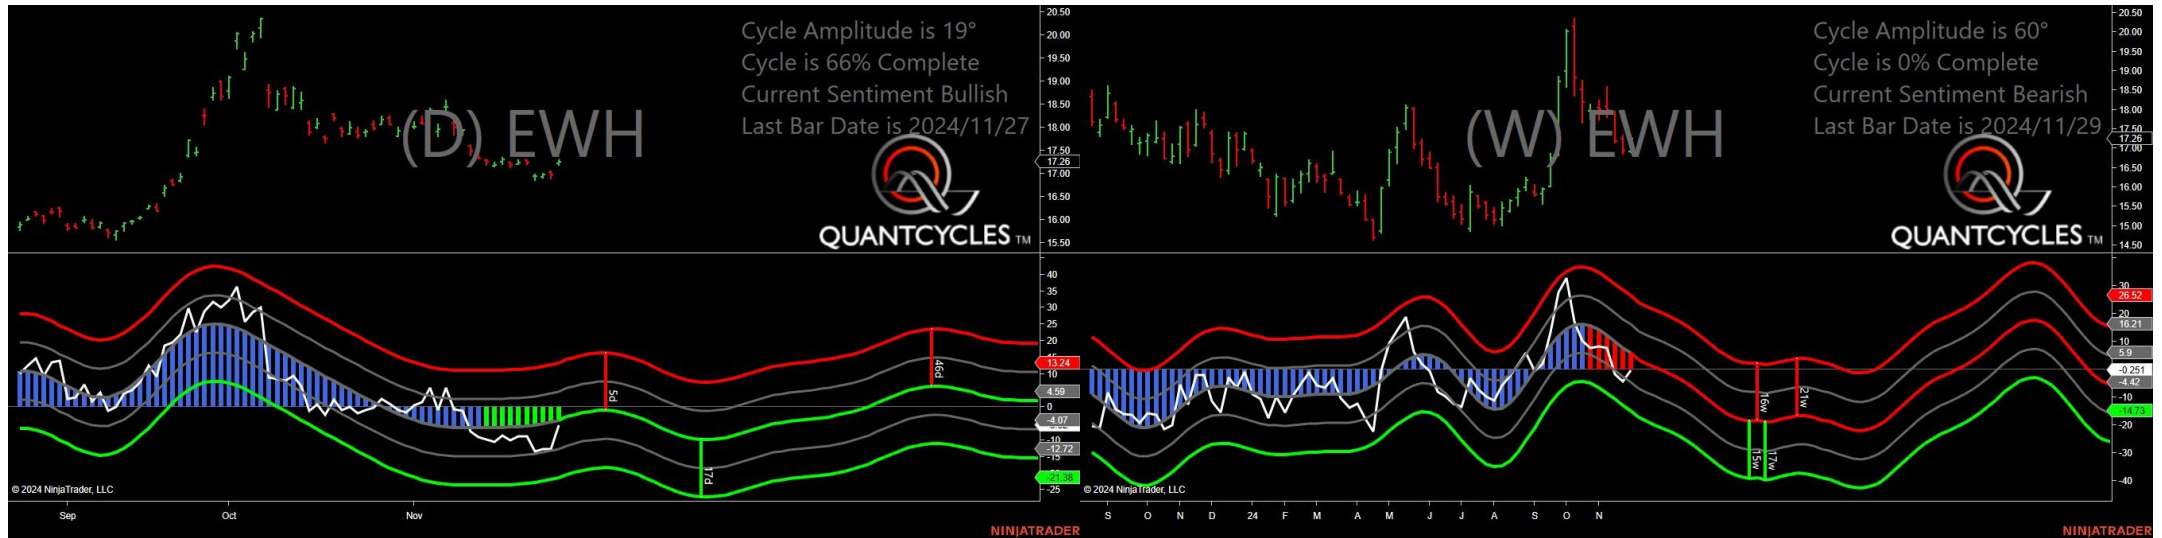 Cycle Amplitude is 19°
Cycle is 66% Complete
Current Sentiment Bullish
Last Bar Date is 2024/11/27
(D) EWH
QUANTCYCLES TM
20.50
20.00
19.50
19.00
18.50
18.00
17.50
17.26
17.00
16.50
16.00
15.50
40
35
30
25
20
13.24
10
4.59
0
-4.07
-10
-12.72
-15
-21.38
-25
5d
17d
46d
© 2024 NinjaTrader, LLC
Sep Oct Nov
NINJATRADER
Cycle Amplitude is 60°
Cycle is 0% Complete
Current Sentiment Bearish
Last Bar Date is 2024/11/29
(W) EWH
QUANTCYCLES TM
20.50
20.00
19.50
19.00
18.50
18.00
17.50
17.26
17.00
16.50
16.00
15.50
15.00
14.50
30
26.52
20
16.21
10
5.9
-0.251
-4.42
-10
-14.73
-20
-30
-40
16w
21w
15w
17w
© 2024 NinjaTrader, LLC
S O N D 24 F M A M J J A S O N
NINJATRADER